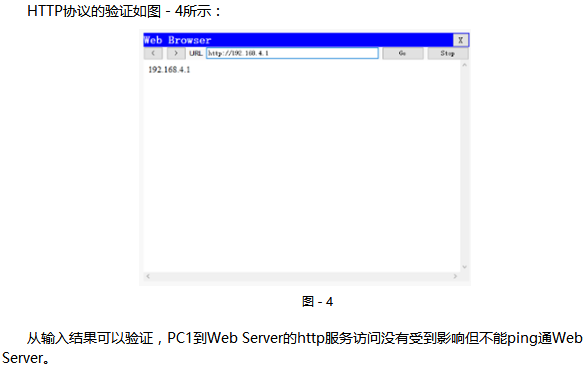 HTTP协议的验证如图－4所示：
Web Browser X
< > URL http://192.168.4.1 Go Stop
192.168.4.1
图－4
从输入结果可以验证，PC1到Web Server的http服务访问没有受到影响但不能ping通Web
Server。